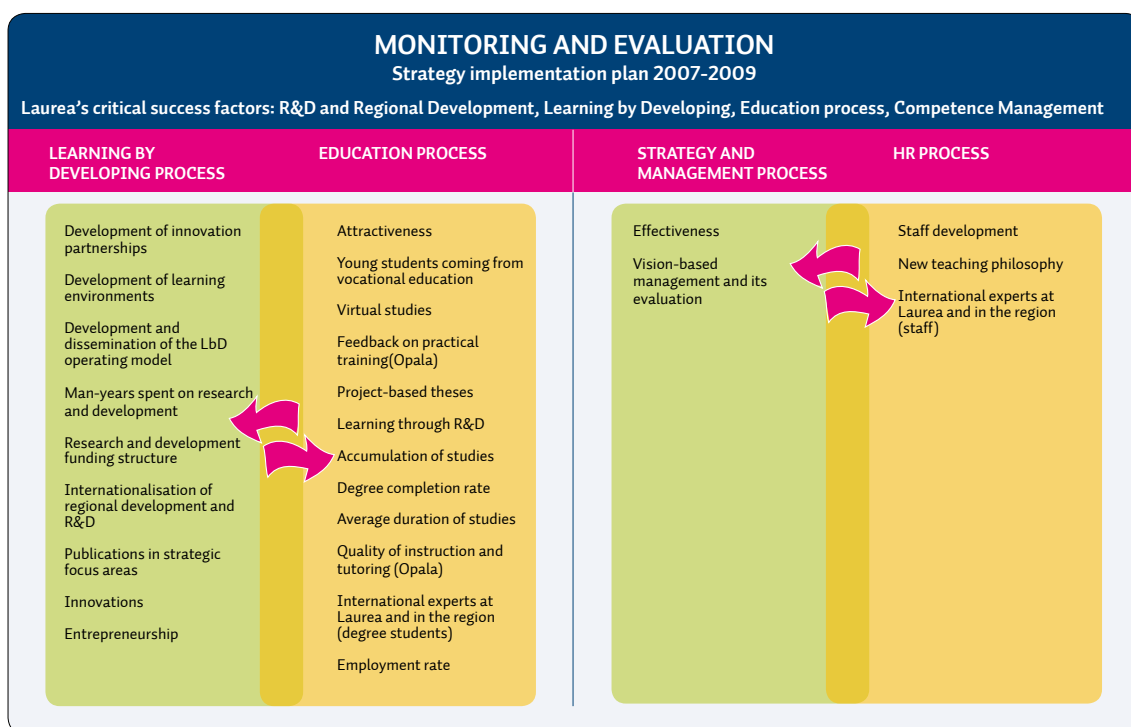 MONITORING AND EVALUATION
Strategy implementation plan 2007-2009
Laurea's critical success factors: R&D and Regional Development, Learning by Developing, Education process, Competence Management
LEARNING BY
DEVELOPING PROCESS
EDUCATION PROCESS
STRATEGY AND
MANAGEMENT PROCESS
HR PROCESS
Development of innovation
partnerships
Development of learning
environments
Development and
dissemination of the LbD
operating model
Man-years spent on research
and development
Research and development
funding structure
Internationalisation of
regional development and
R&D
Publications in strategic
focus areas
Innovations
Entrepreneurship
Attractiveness
Young students coming from
vocational education
Virtual studies
Feedback on practical
training(Opala)
Project-based theses
Learning through R&D
Accumulation of studies
Degree completion rate
Average duration of studies
Quality of instruction and
tutoring (Opala)
International experts at
Laurea and in the region
(degree students)
Employment rate
Effectiveness
Vision-based
management and its
evaluation
Staff development
New teaching philosophy
International experts at
Laurea and in the region
(staff)